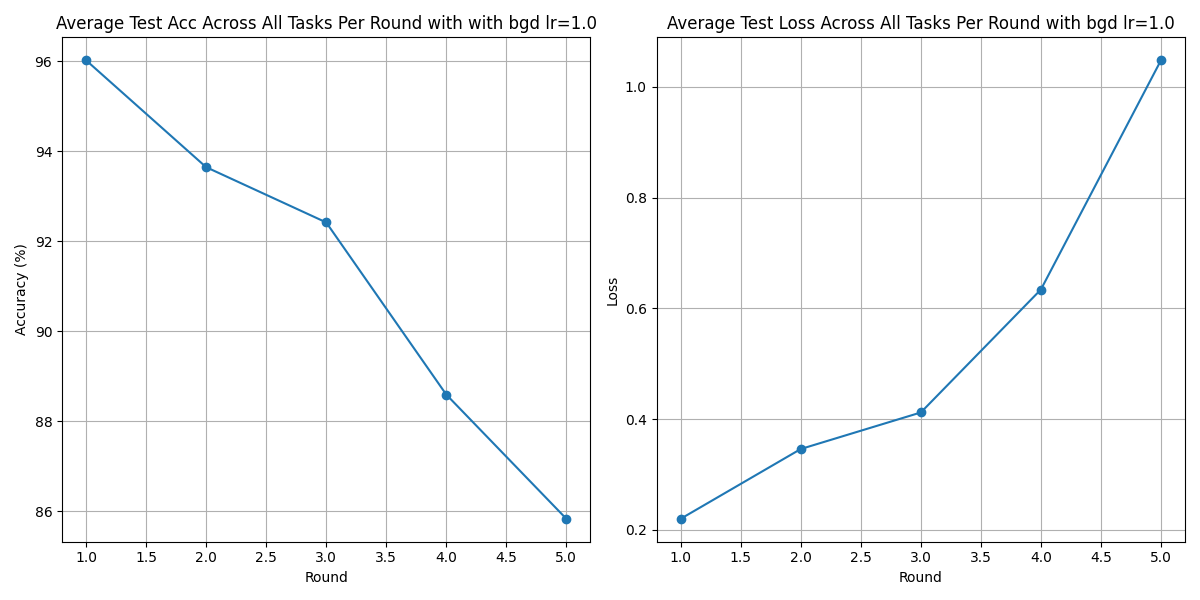 Average Test Acc Across All Tasks Per Round with with bgd lr=1.0
96
94
92
90
88
86
Accuracy (%)
1.0 1.5 2.0 2.5 3.0 3.5 4.0 4.5 5.0
Round
Average Test Loss Across All Tasks Per Round with bgd lr=1.0
1.0
0.8
0.6
0.4
0.2
Loss
1.0 1.5 2.0 2.5 3.0 3.5 4.0 4.5 5.0
Round